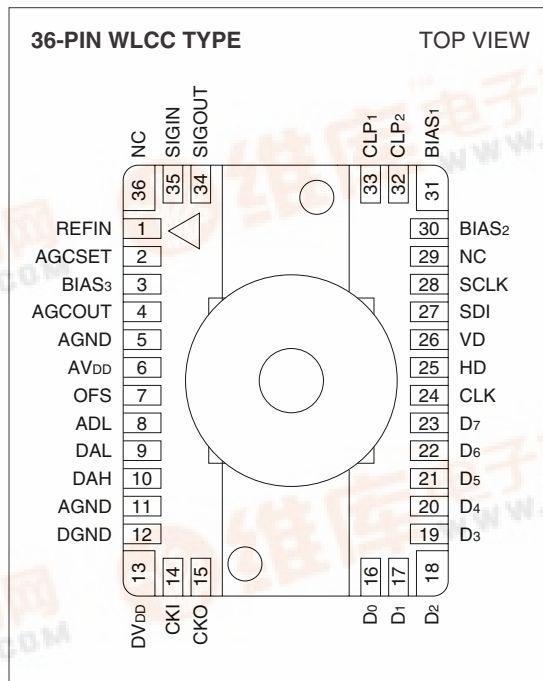 36-PIN WLCC TYPE TOP VIEW
NC SIGIN SIGOUT CLP1 CLP2 BIAS1
36 35 34 33 32 31
REFIN 1 30 BIAS2
AGCSET 2 29 NC
BIAS3 3 28 SCLK
AGCOUT 4 27 SDI
AGND 5 26 VD
AVDD 6 25 HD
OFS 7 24 CLK
ADL 8 23 D7
DAL 9 22 D6
DAH 10 21 D5
AGND 11 20 D4
DGND 12 19 D3
13 14 15 16 17 18
DVDD CKI CKO D0 D1 D2